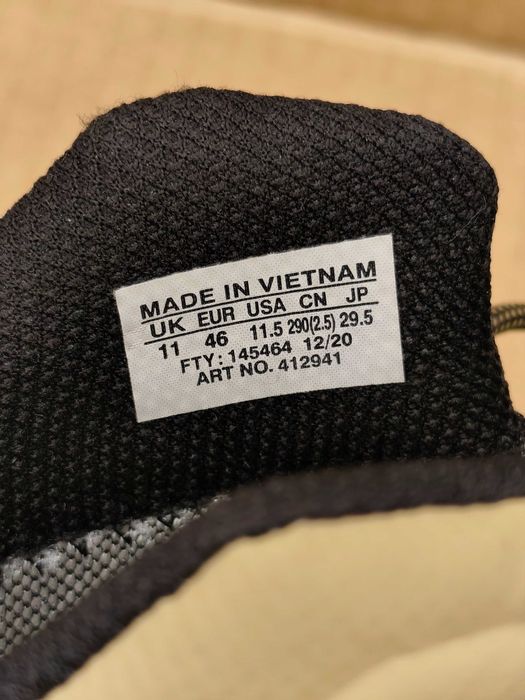 MADE IN VIETNAM
UK EUR USA CN JP
11 46 11.5 290(2.5) 29.5
FTY: 145464 12/20
ART NO. 412941